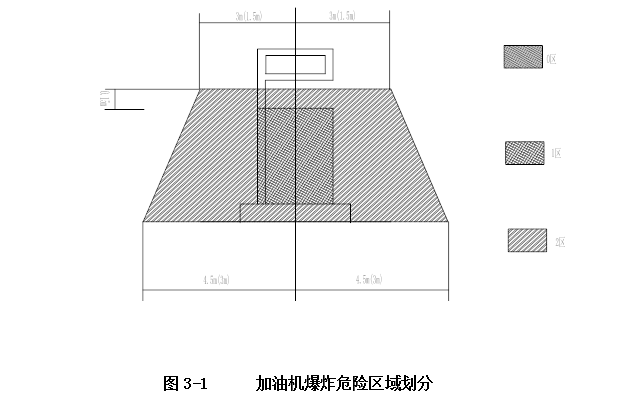 3m(1.5m)
3m(1.5m)
0区
1区
2区
4.5m(3m)
4.5m(3m)
图 3-1 加油机爆炸危险区域划分